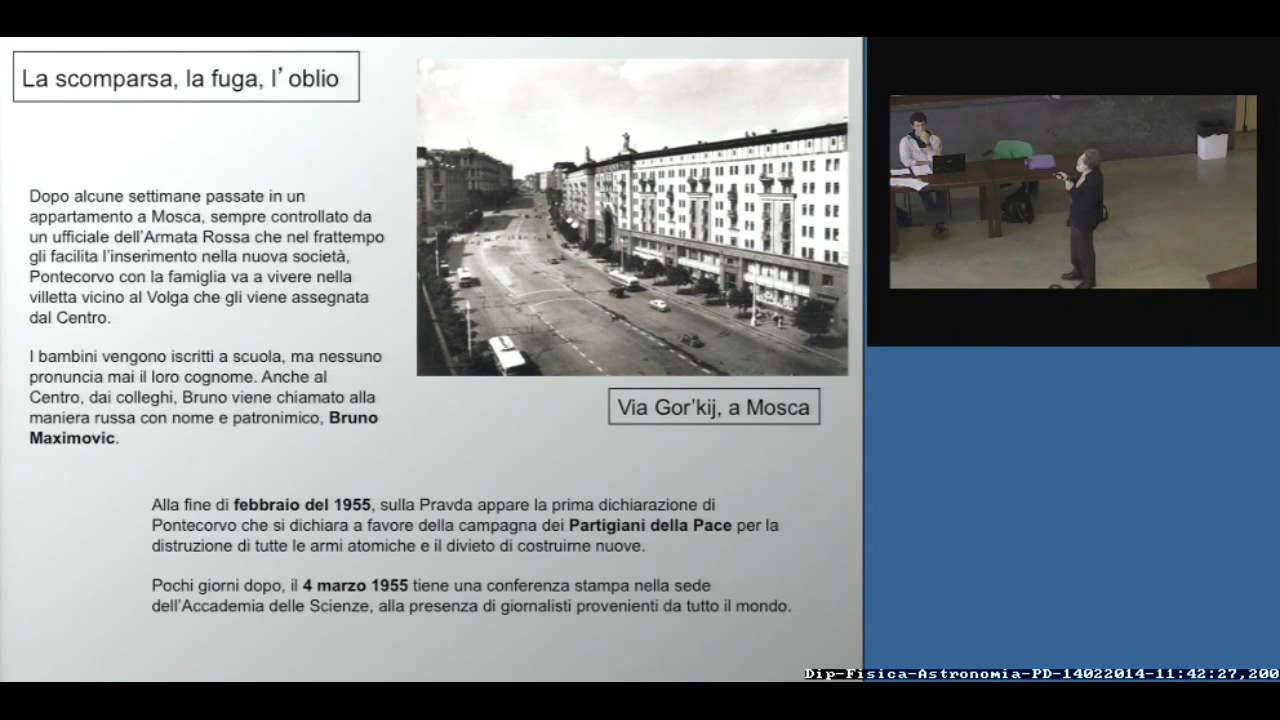 La scomparsa, la fuga, l’oblio
Dopo alcune settimane passate in un
appartamento a Mosca, sempre controllato da
un ufficiale dell’Armata Rossa che nel frattempo
gli facilita l’inserimento nella nuova società,
Pontecorvo con la famiglia va a vivere nella
villetta vicino al Volga che gli viene assegnata
dal Centro.
I bambini vengono iscritti a scuola, ma nessuno
pronuncia mai il loro cognome. Anche al
Centro, dai colleghi, Bruno viene chiamato alla
maniera russa con nome e patronimico, Bruno
Maximovic.
Via Gor’kij, a Mosca
Alla fine di febbraio del 1955, sulla Pravda appare la prima dichiarazione di
Pontecorvo che si dichiara a favore della campagna dei Partigiani della Pace per la
distruzione di tutte le armi atomiche e il divieto di costruirne nuove.
Pochi giorni dopo, il 4 marzo 1955 tiene una conferenza stampa nella sede
dell’Accademia delle Scienze, alla presenza di giornalisti provenienti da tutto il mondo.
Dip-Fisica-Astronomia-PD-14022014-11:42:27,200